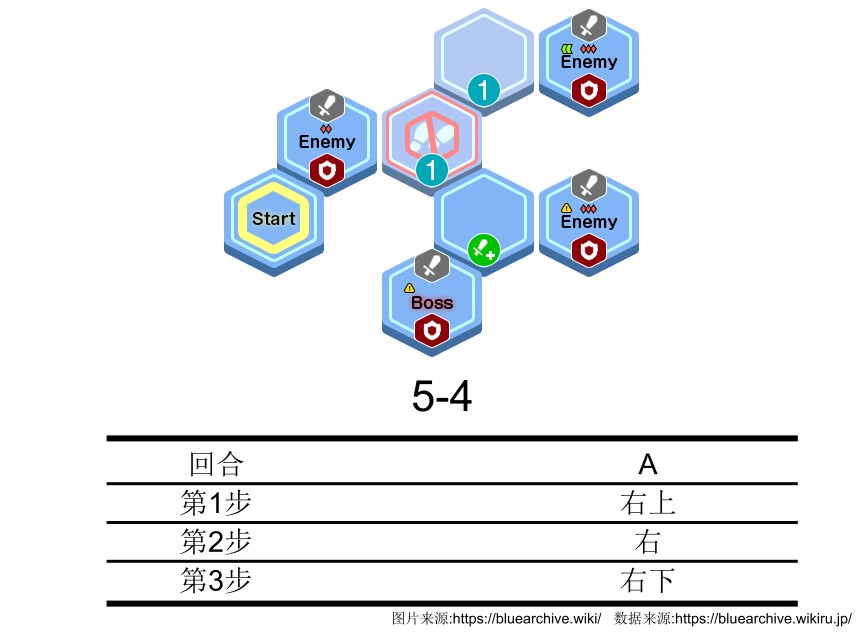 1
Enemy
Enemy
1
Start
Enemy
Boss
5-4
回合 A
第1步 右上
第2步 右
第3步 右下
图片来源:https://bluearchive.wiki/ 数据来源:https://bluearchive.wikiru.jp/